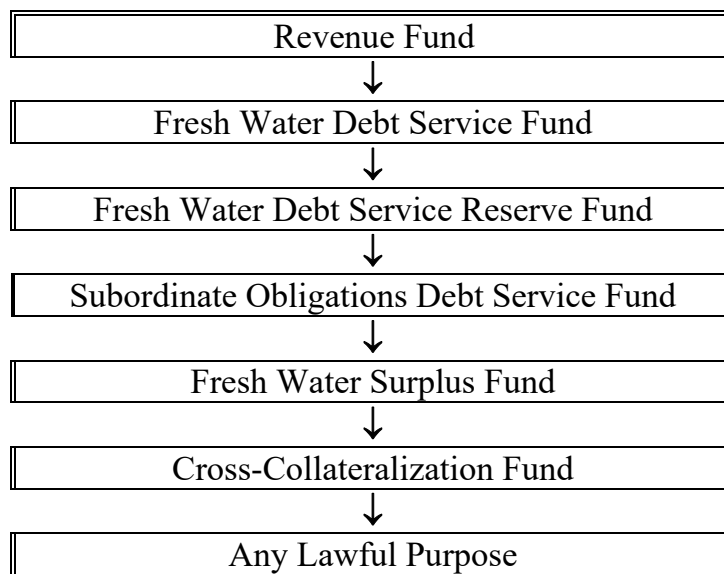 Revenue Fund
Fresh Water Debt Service Fund
Fresh Water Debt Service Reserve Fund
Subordinate Obligations Debt Service Fund
Fresh Water Surplus Fund
Cross-Collateralization Fund
Any Lawful Purpose